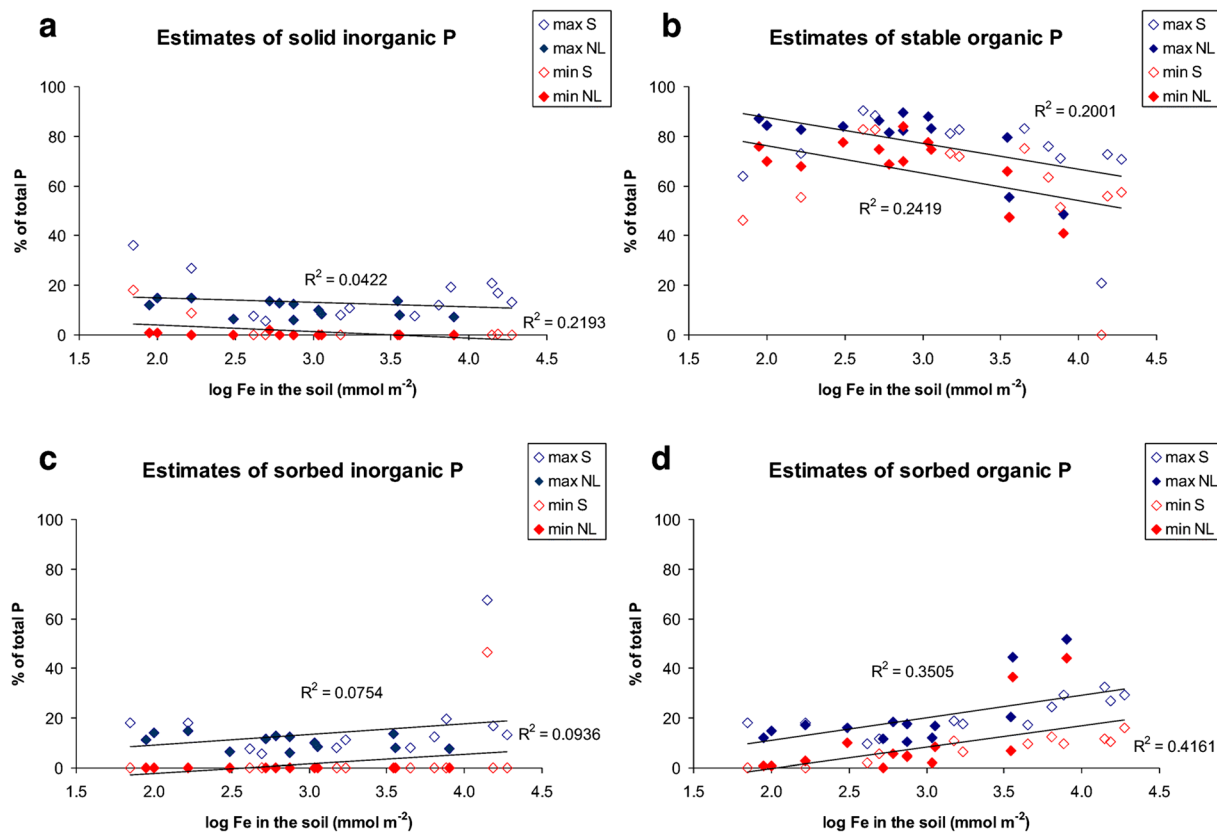 a
Estimates of solid inorganic P
max S
max NL
min S
min NL
% of total P
100
80
60
40
20
0
R² = 0.0422
R² = 0.2193
1.5 2.0 2.5 3.0 3.5 4.0 4.5
log Fe in the soil (mmol m⁻²)
b
Estimates of stable organic P
max S
max NL
min S
min NL
% of total P
100
80
60
40
20
0
R² = 0.2001
R² = 0.2419
1.5 2.0 2.5 3.0 3.5 4.0 4.5
log Fe in the soil (mmol m⁻²)
c
Estimates of sorbed inorganic P
max S
max NL
min S
min NL
% of total P
100
80
60
40
20
0
R² = 0.0754
R² = 0.0936
1.5 2.0 2.5 3.0 3.5 4.0 4.5
log Fe in the soil (mmol m⁻²)
d
Estimates of sorbed organic P
max S
max NL
min S
min NL
% of total P
100
80
60
40
20
0
R² = 0.3505
R² = 0.4161
1.5 2.0 2.5 3.0 3.5 4.0 4.5
log Fe in the soil (mmol m⁻²)